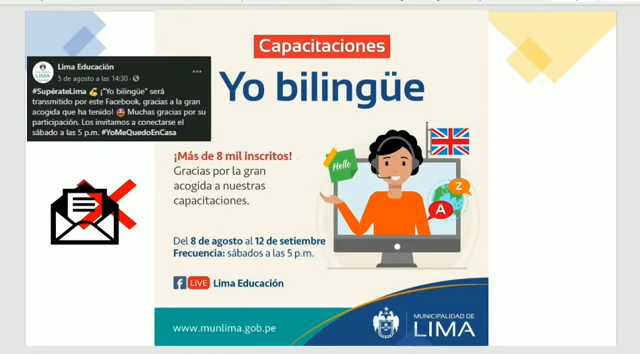 Lima Educación
5 de agosto a las 14:30
#SupérateLima 💪 ¡"Yo bilingüe" será
transmitido por este Facebook, gracias a la gran
acogida que ha tenido! 🤩 Muchas gracias por su
participación. Los invitamos a conectarse el
sábado a las 5 p.m. #YoMeQuedoEnCasa
Capacitaciones
Yo bilingüe
¡Más de 8 mil inscritos!
Gracias por la gran
acogida a nuestras
capacitaciones.
Hello
A
Z
Del 8 de agosto al 12 de setiembre
Frecuencia: sábados a las 5 p.m.
LIVE Lima Educación
www.munlima.gob.pe
MUNICIPALIDAD DE
LIMA